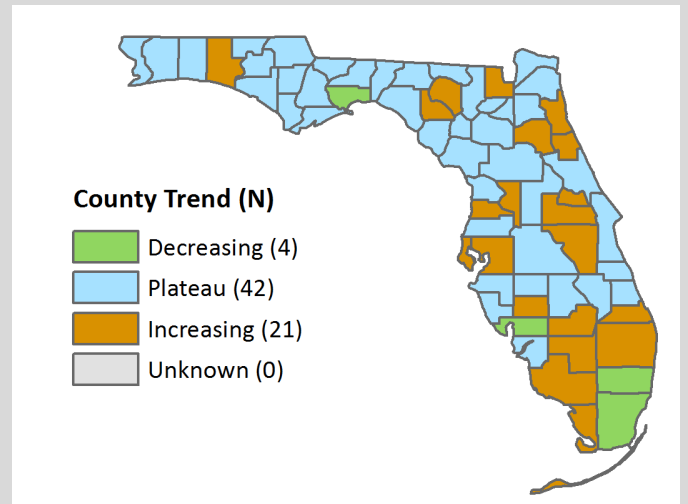 County Trend (N)
Decreasing (4)
Plateau (42)
Increasing (21)
Unknown (0)